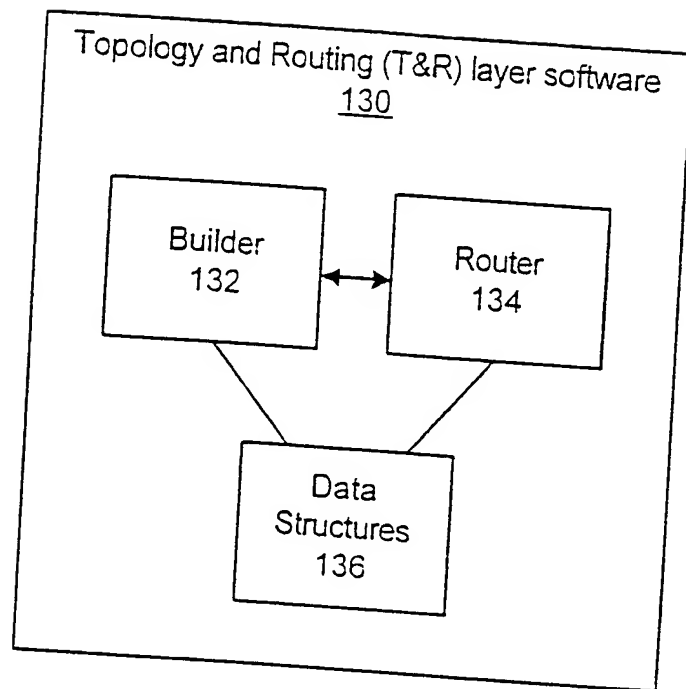 Topology and Routing (T&R) layer software
130
Builder
132
Router
134
Data
Structures
136